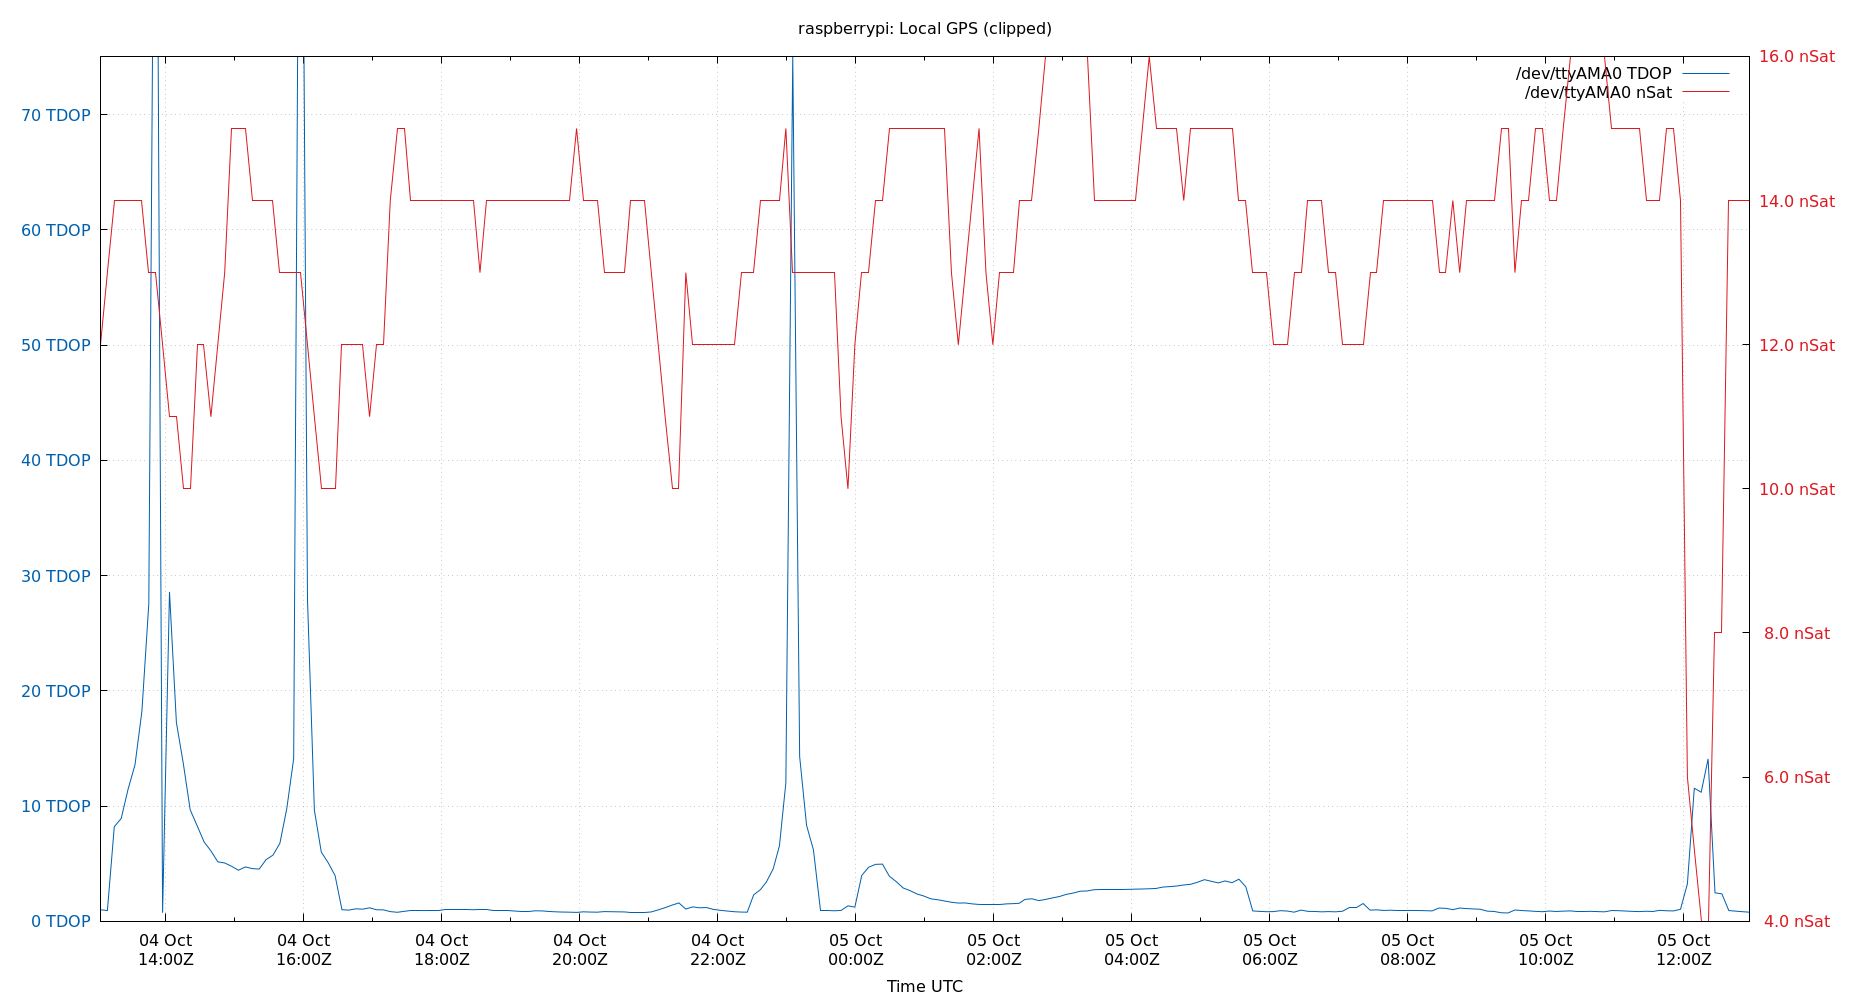 raspberrypi: Local GPS (clipped)
16.0 nSat
/dev/ttyAMA0 TDOP
/dev/ttyAMA0 nSat
70 TDOP
14.0 nSat
60 TDOP
50 TDOP
12.0 nSat
40 TDOP
10.0 nSat
30 TDOP
8.0 nSat
20 TDOP
6.0 nSat
10 TDOP
0 TDOP
4.0 nSat
04 Oct 04 Oct 04 Oct 04 Oct 04 Oct 05 Oct 05 Oct 05 Oct 05 Oct 05 Oct 05 Oct 05 Oct
14:00Z 16:00Z 18:00Z 20:00Z 22:00Z 00:00Z 02:00Z 04:00Z 06:00Z 08:00Z 10:00Z 12:00Z
Time UTC